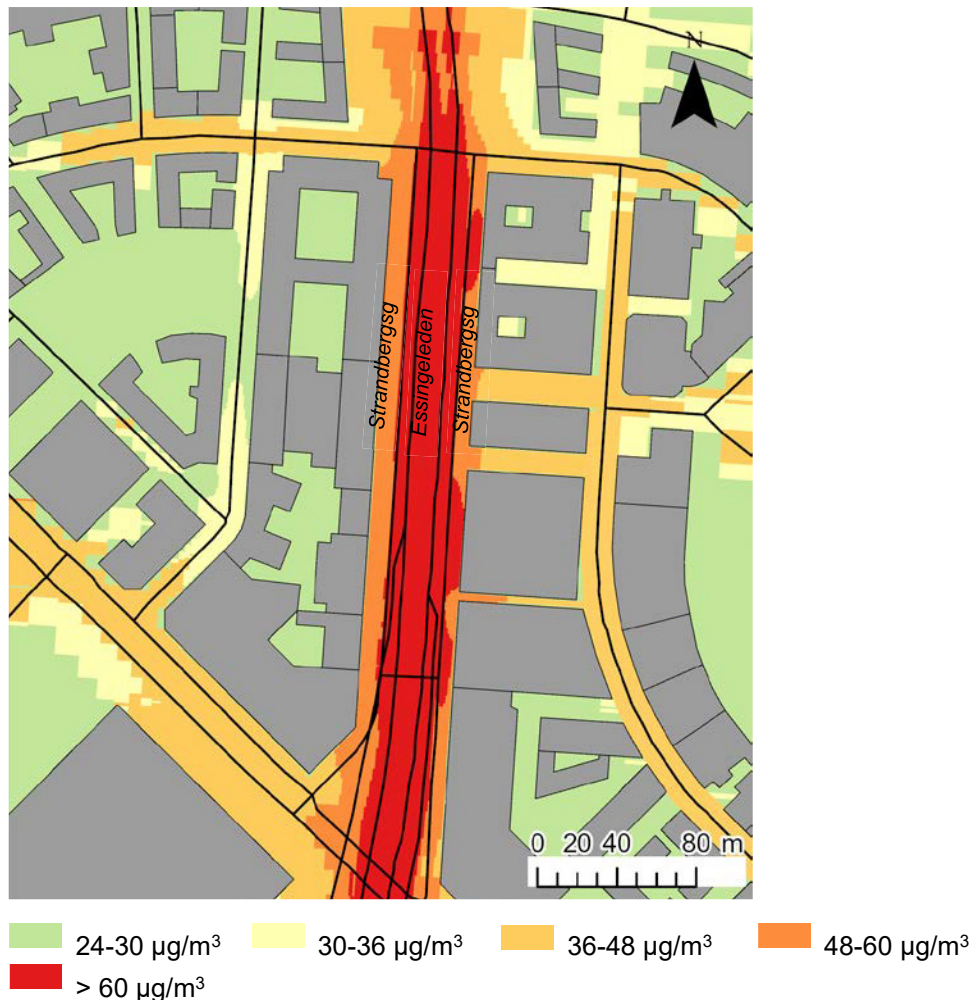 N
Strandbergsg
Essingeleden
Strandbergsg
0 20 40 80 m
24-30 µg/m³ 30-36 µg/m³ 36-48 µg/m³ 48-60 µg/m³
> 60 µg/m³